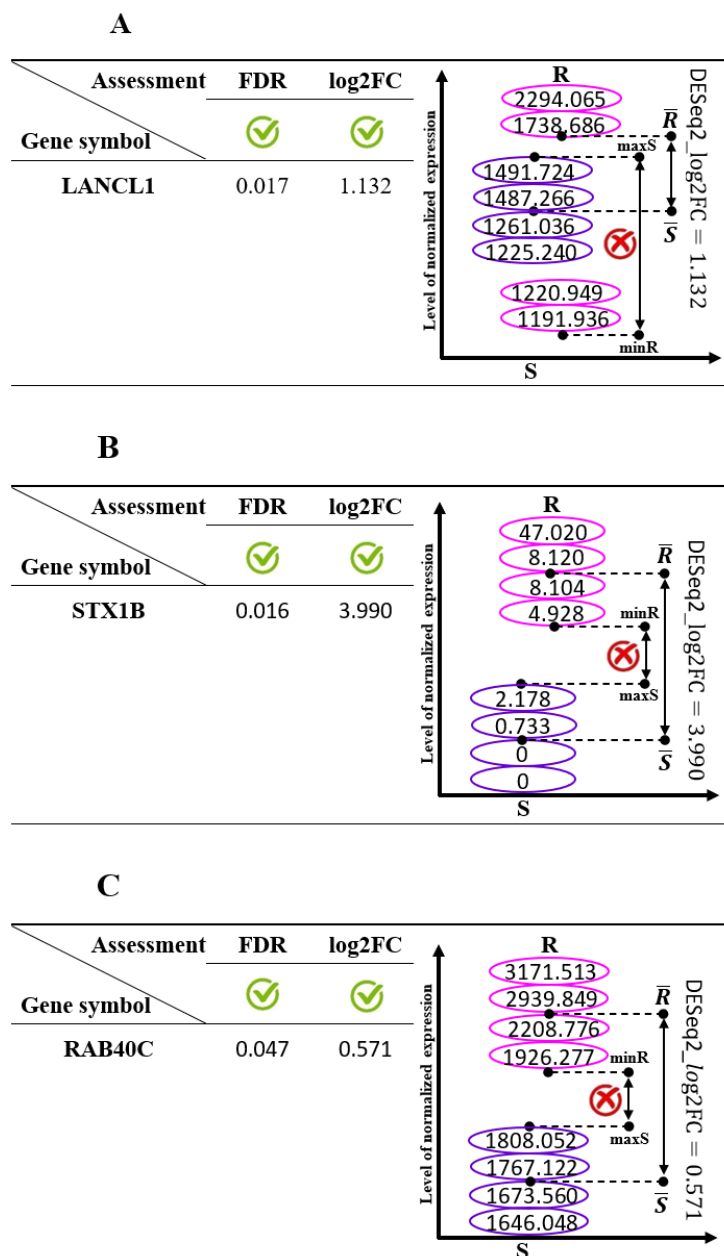 A
Assessment FDR log2FC
Gene symbol
LANCL1 0.017 1.132
Level of normalized expression
R
2294.065
1738.686
maxS
1491.724
1487.266
1261.036
1225.240
1220.949
1191.936
minR
S
R̅
S̅
DESeq2_log2FC = 1.132
B
Assessment FDR log2FC
Gene symbol
STX1B 0.016 3.990
Level of normalized expression
R
47.020
8.120
8.104
4.928
minR
maxS
2.178
0.733
0
0
S
R̅
S̅
DESeq2_log2FC = 3.990
C
Assessment FDR log2FC
Gene symbol
RAB40C 0.047 0.571
Level of normalized expression
R
3171.513
2939.849
2208.776
1926.277
minR
maxS
1808.052
1767.122
1673.560
1646.048
S
R̅
S̅
DESeq2_log2FC = 0.571